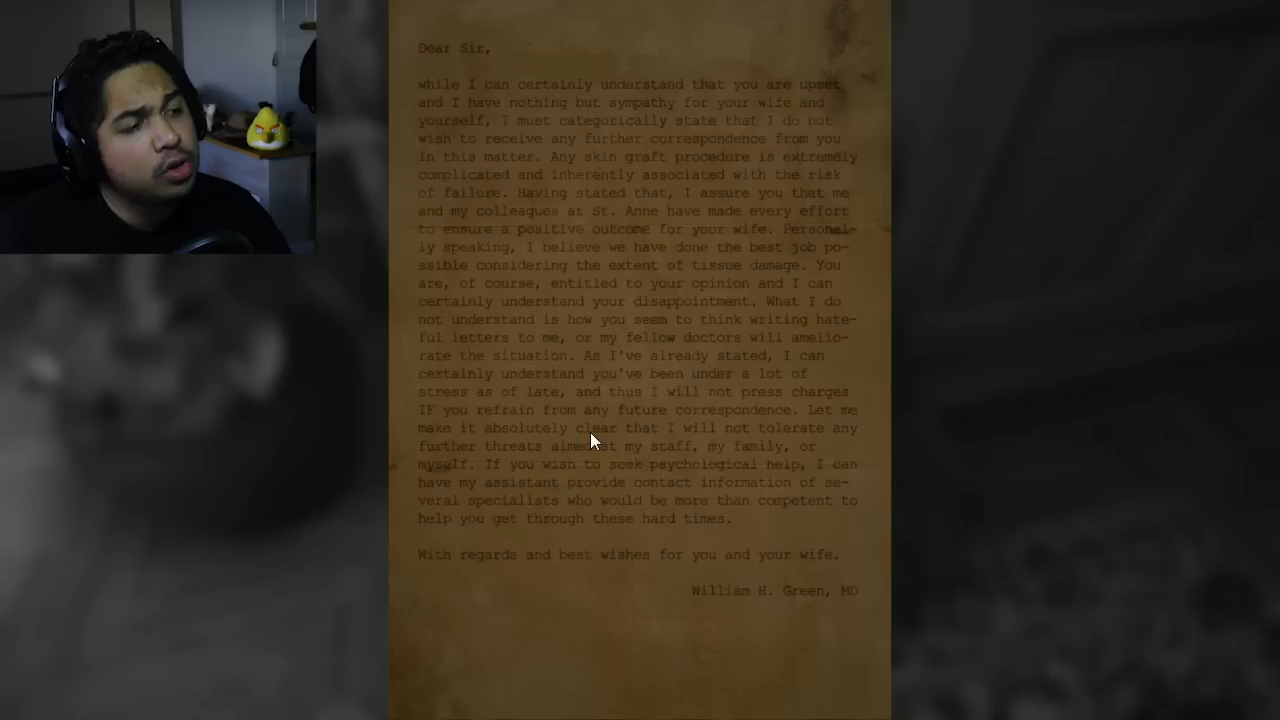 Dear Sir,
while I can certainly understand that you are upset
and I have nothing but sympathy for your wife and
yourself, I must categorically state that I do not
wish to receive any further correspondence from you
in this matter. Any skin graft procedure is extremely
complicated and inherently associated with the risk
of failure. Having stated that, I assure you that me
and my colleagues at St. Anne have made every effort
to ensure a positive outcome for your wife. Personal-
ly speaking, I believe we have done the best job po-
ssible considering the extent of tissue damage. You
are, of course, entitled to your opinion and I can
certainly understand your disappointment. What I do
not understand is how you seem to think writing hate-
ful letters to me, or my fellow doctors will amelio-
rate the situation. As I've already stated, I can
certainly understand you've been under a lot of
stress as of late, and thus I will not press charges
IF you refrain from any future correspondence. Let me
make it absolutely clear that I will not tolerate any
further threats aimed at my staff, my family, or
myself. If you wish to seek psychological help, I can
have my assistant provide contact information of se-
veral specialists who would be more than competent to
help you get through these hard times.
With regards and best wishes for you and your wife.
William H. Green, MD